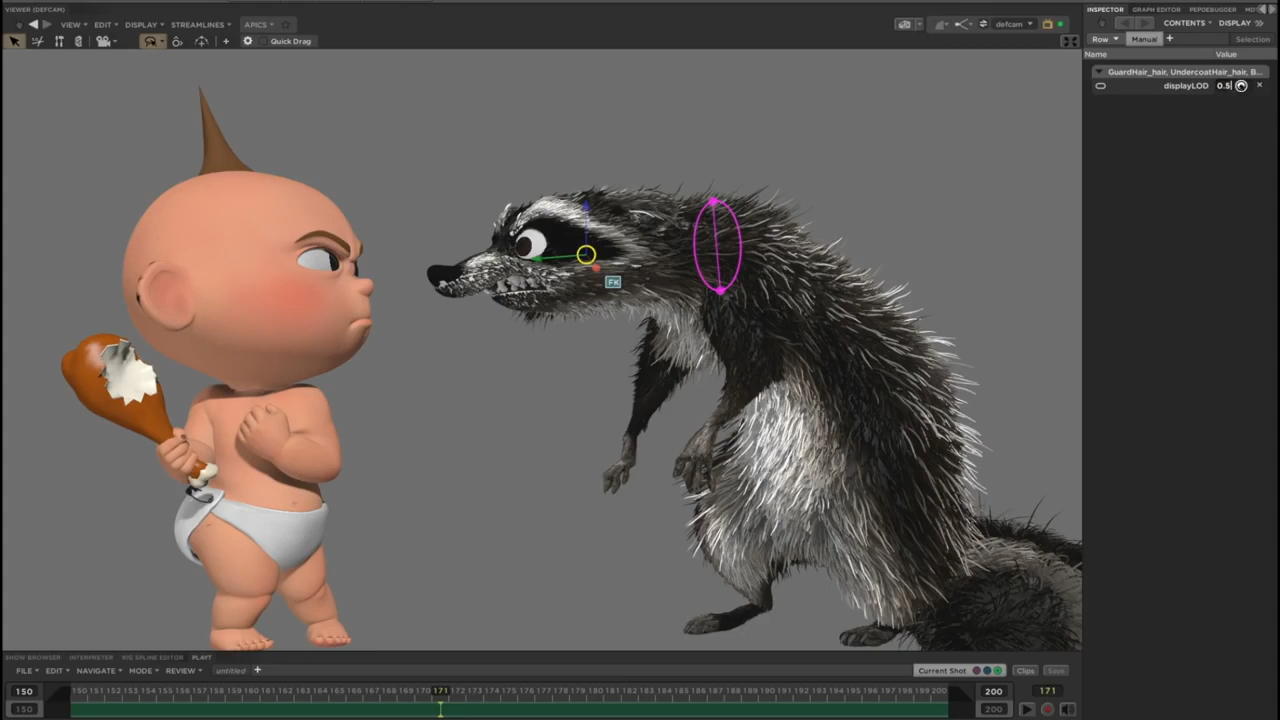 VIEWER (DEFCAM)
VIEW EDIT DISPLAY STREAMLINES APICS
defcam
Quick Drag
INSPECTOR GRAPH EDITOR PEPDEBUGGER
CONTENTS DISPLAY
Row Manual + Selection
Name Value
GuardHair_hair, UndercoatHair_hair, B...
displayLOD 0.5
FK
SHOW BROWSER INTERPRETER RIG SPLINE EDITOR PLAYT
FILE EDIT NAVIGATE MODE REVIEW untitled + Current Shot Clips Save
150 150 151 152 153 154 155 156 157 158 159 160 161 162 163 164 165 166 167 168 169 170 171 172 173 174 175 176 177 178 179 180 181 182 183 184 185 186 187 188 189 190 191 192 193 194 195 196 197 198 199 200 200 171
150 200